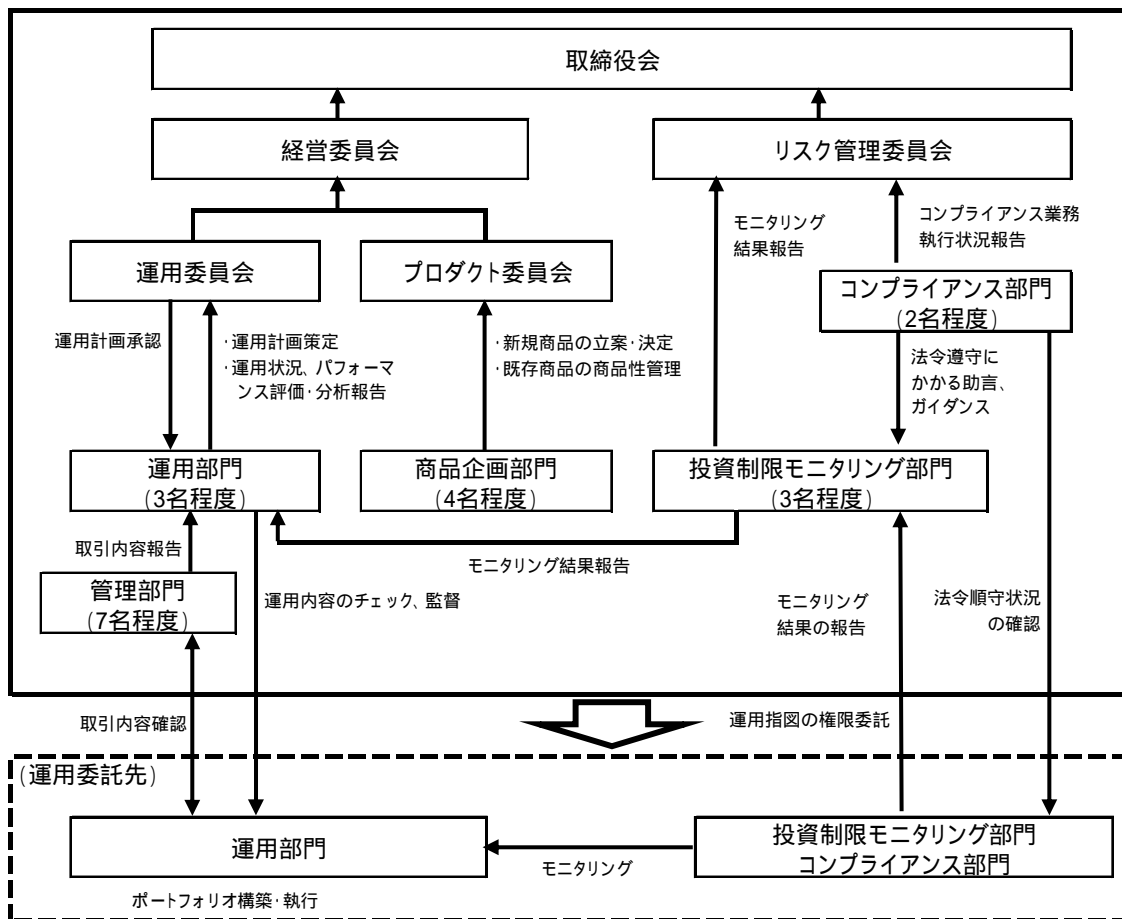 取締役会
経営委員会
リスク管理委員会
モニタリング
結果報告
コンプライアンス業務
執行状況報告
運用委員会
プロダクト委員会
コンプライアンス部門
(2名程度)
運用計画承認
・運用計画策定
・運用状況、パフォーマ
ンス評価・分析報告
・新規商品の立案・決定
・既存商品の商品性管理
法令遵守に
かかる助言、
ガイダンス
運用部門
(3名程度)
商品企画部門
(4名程度)
投資制限モニタリング部門
(3名程度)
取引内容報告
モニタリング結果報告
管理部門
(7名程度)
運用内容のチェック、監督
モニタリング
結果の報告
法令順守状況
の確認
取引内容確認
運用指図の権限委託
(運用委託先)
運用部門
モニタリング
投資制限モニタリング部門
コンプライアンス部門
ポートフォリオ構築・執行